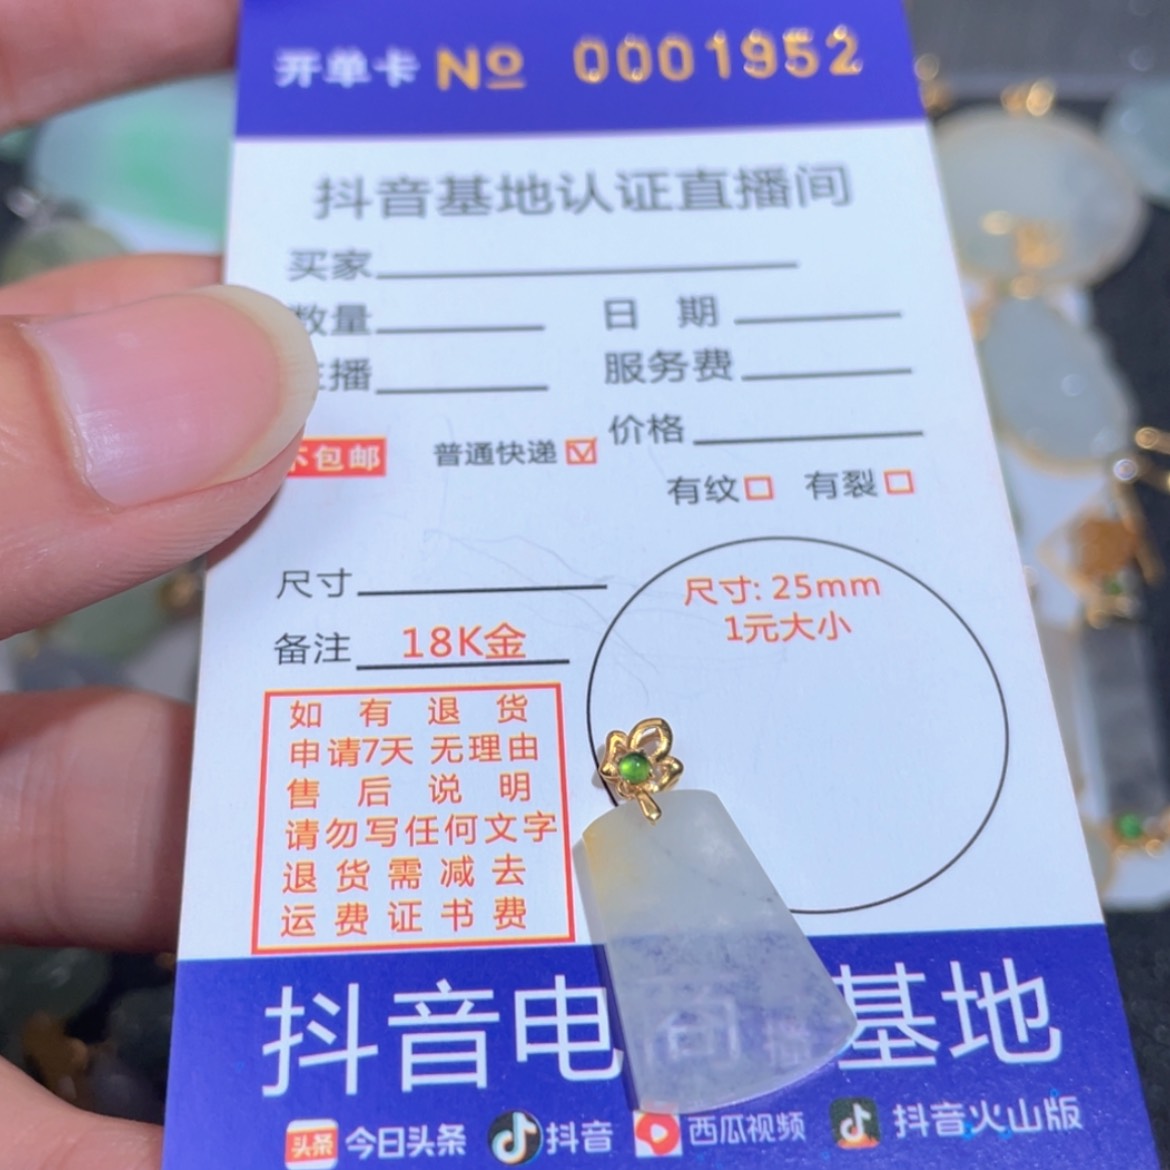 开单卡 № 0001952
抖音基地认证直播间
买家
数量 日 期
播 服务费
价格
包邮 普通快递
有纹 有裂
尺寸
尺寸: 25mm
1元大小
备注 18K金
如有退货
申请7天 无理由
售后说明
请勿写任何文字
退货需减去
运费证书费
抖音电商基地
头条 今日头条 抖音 西瓜视频 抖音火山版